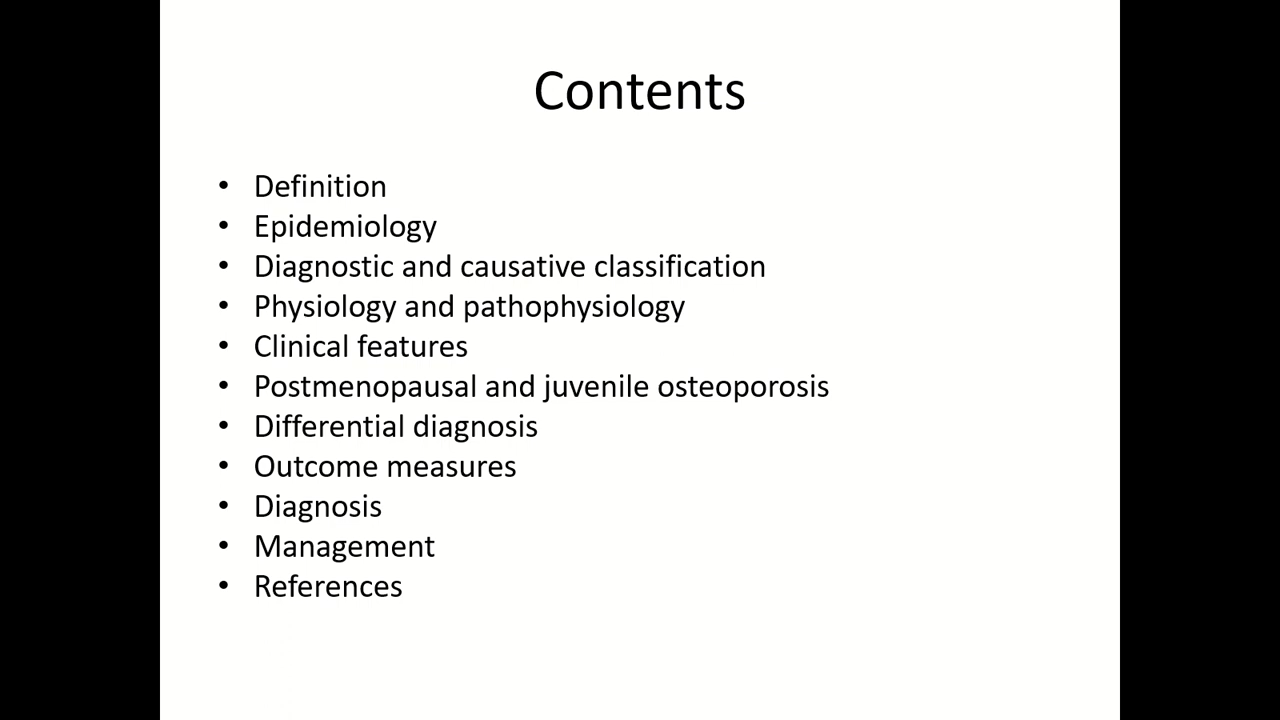 Contents
• Definition
• Epidemiology
• Diagnostic and causative classification
• Physiology and pathophysiology
• Clinical features
• Postmenopausal and juvenile osteoporosis
• Differential diagnosis
• Outcome measures
• Diagnosis
• Management
• References